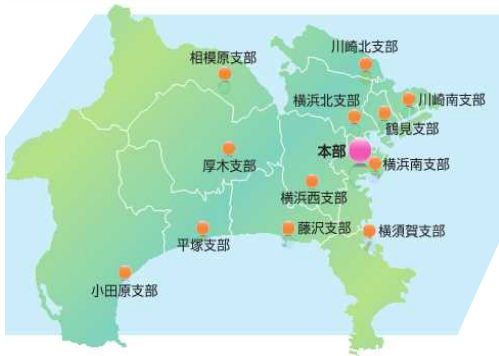 川崎北支部
相模原支部
横浜北支部
川崎南支部
鶴見支部
本部
横浜南支部
厚木支部
横浜西支部
藤沢支部
横須賀支部
平塚支部
小田原支部